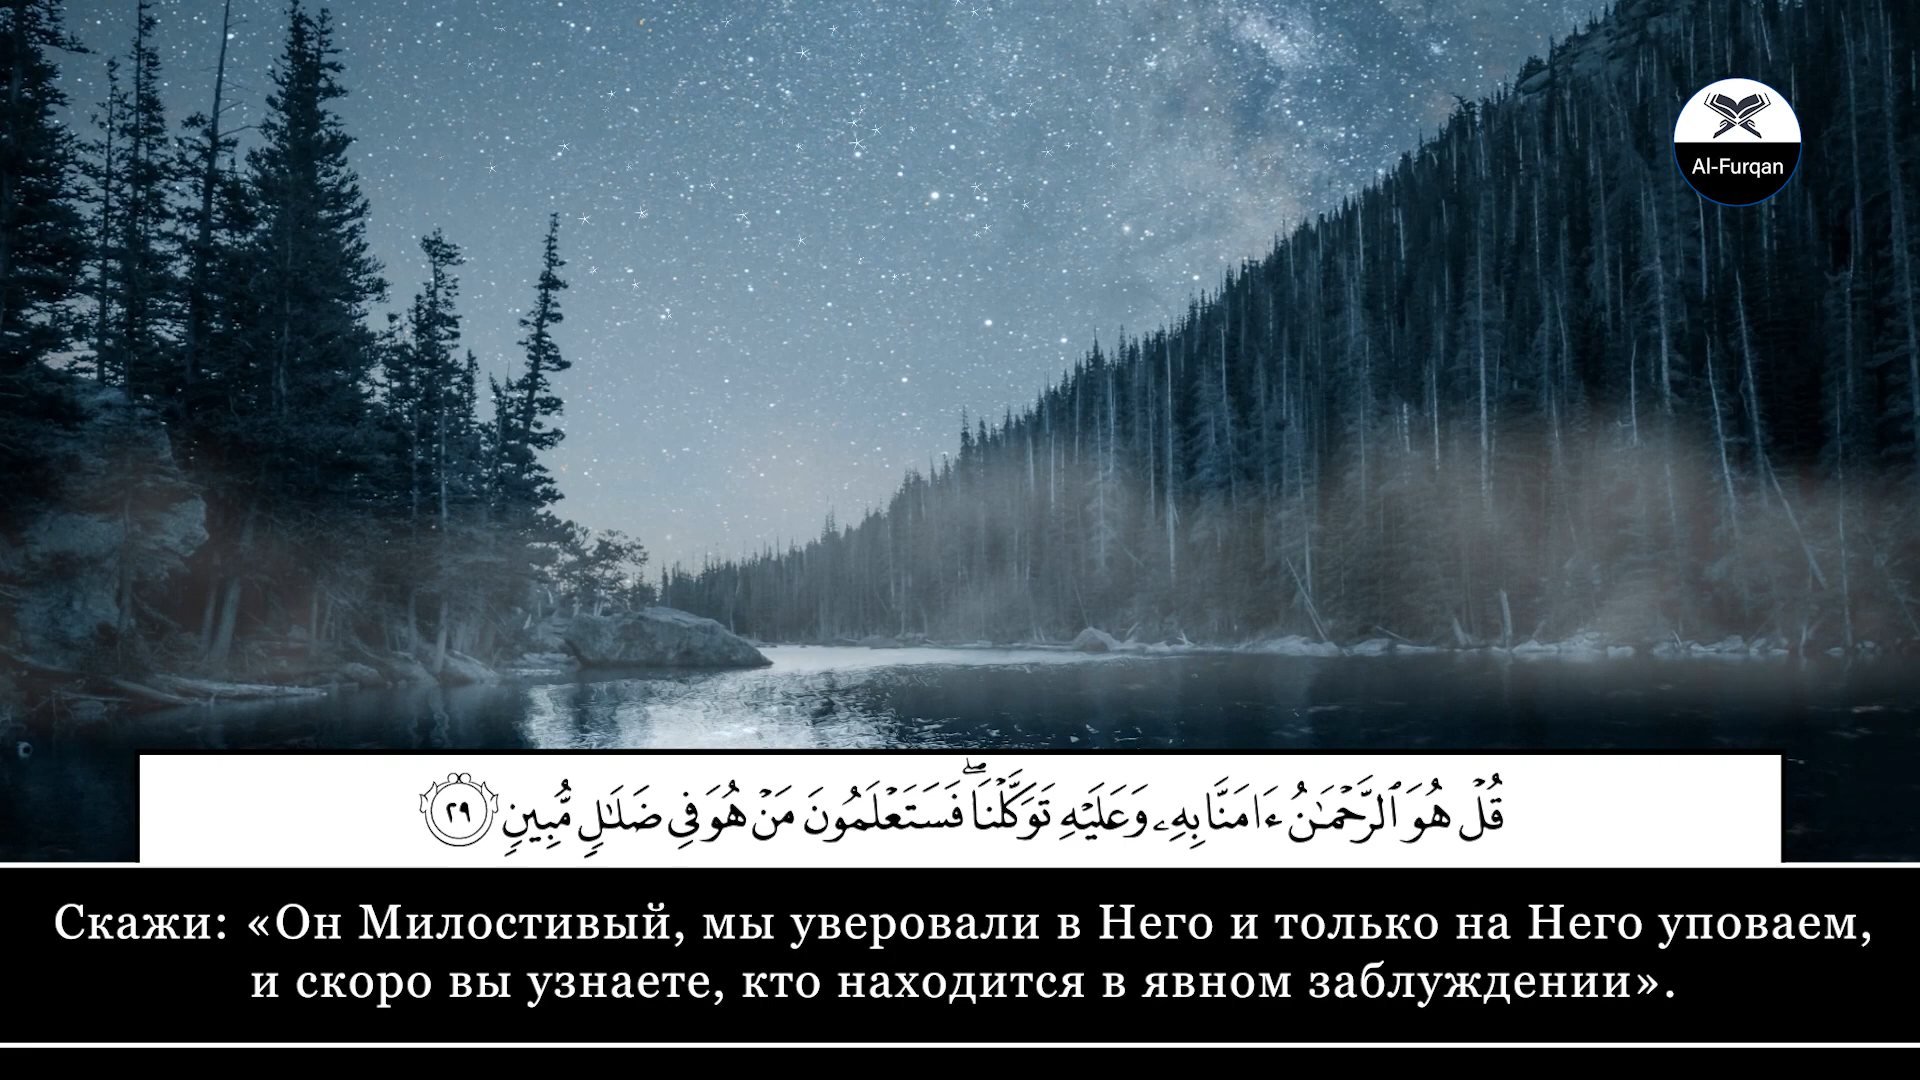 Al-Furqan
قُلْ هُوَ ٱلرَّحْمَـٰنُ ءَامَنَّا بِهِۦ وَعَلَيْهِ تَوَكَّلْنَا ۖ فَسَتَعْلَمُونَ مَنْ هُوَ فِى ضَلَـٰلٍ مُّبِينٍ ٢٩
Скажи: «Он Милостивый, мы уверовали в Него и только на Него уповаем,
и скоро вы узнаете, кто находится в явном заблуждении».